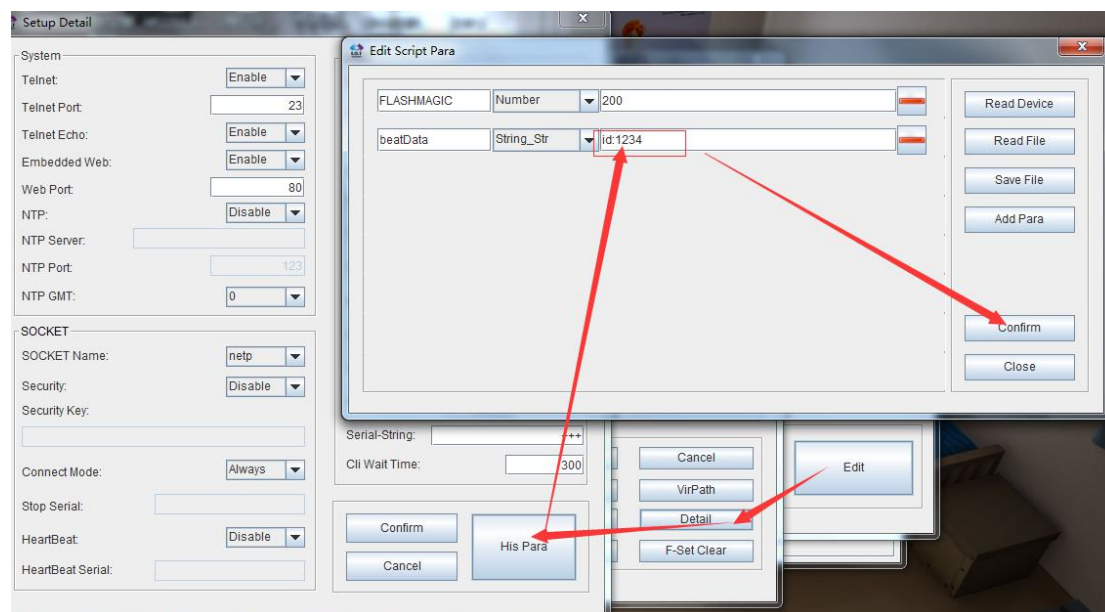 Setup Detail
System
Telnet: Enable
Telnet Port: 23
Telnet Echo: Enable
Embedded Web: Enable
Web Port: 80
NTP: Disable
NTP Server:
NTP Port: 123
NTP GMT: 0
SOCKET
SOCKET Name: netp
Security: Disable
Security Key:
Connect Mode: Always
Stop Serial:
HeartBeat: Disable
HeartBeat Serial:
Edit Script Para
FLASHMAGIC Number 200
beatData String_Str id:1234
Read Device
Read File
Save File
Add Para
Confirm
Close
Serial-String: +++
Cli Wait Time: 300
Confirm
Cancel
His Para
Cancel
VirPath
Detail
F-Set Clear
Edit